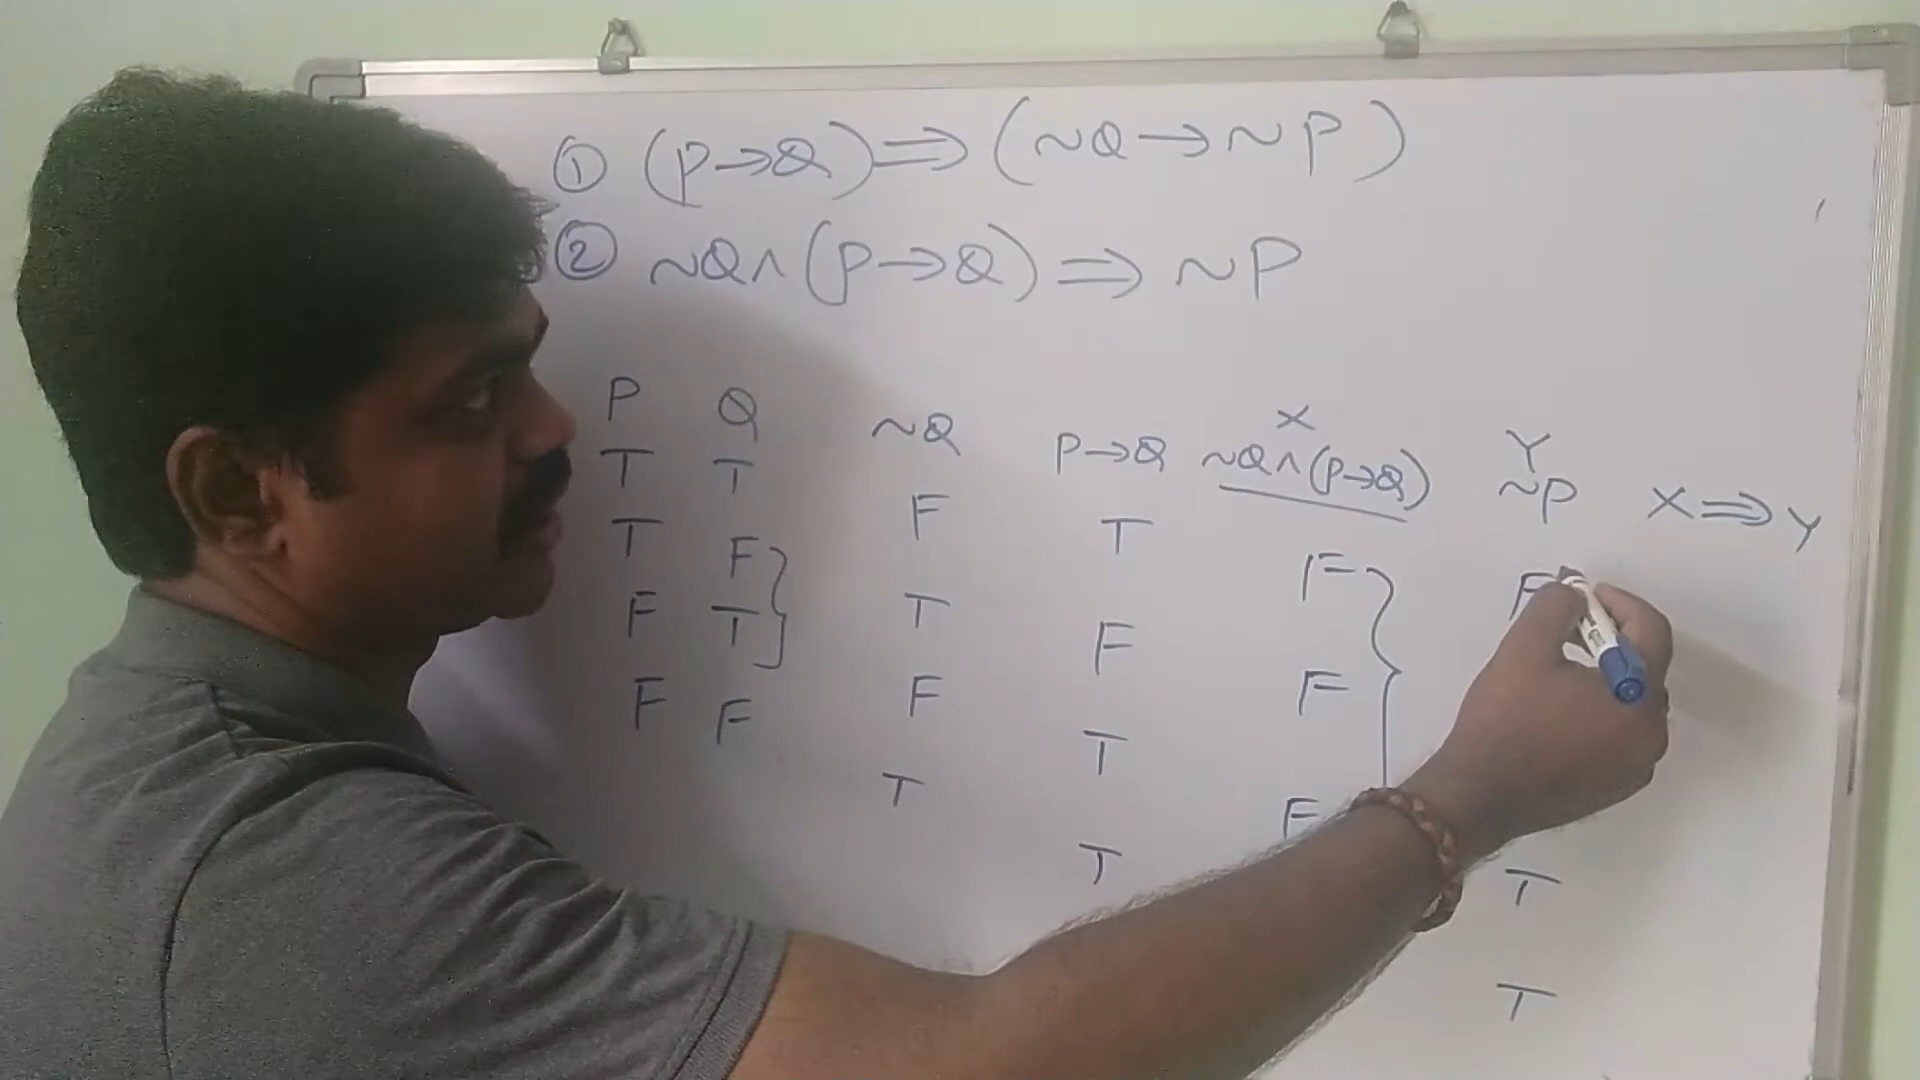 ① (P→Q)⟹(~Q→~P)
② ~Q∧(P→Q)⟹~P
P Q ~Q P→Q X ~Q∧(P→Q) Y ~P X⟹Y
T T F T F F
T F T F F
F T F T F T
F F T T T